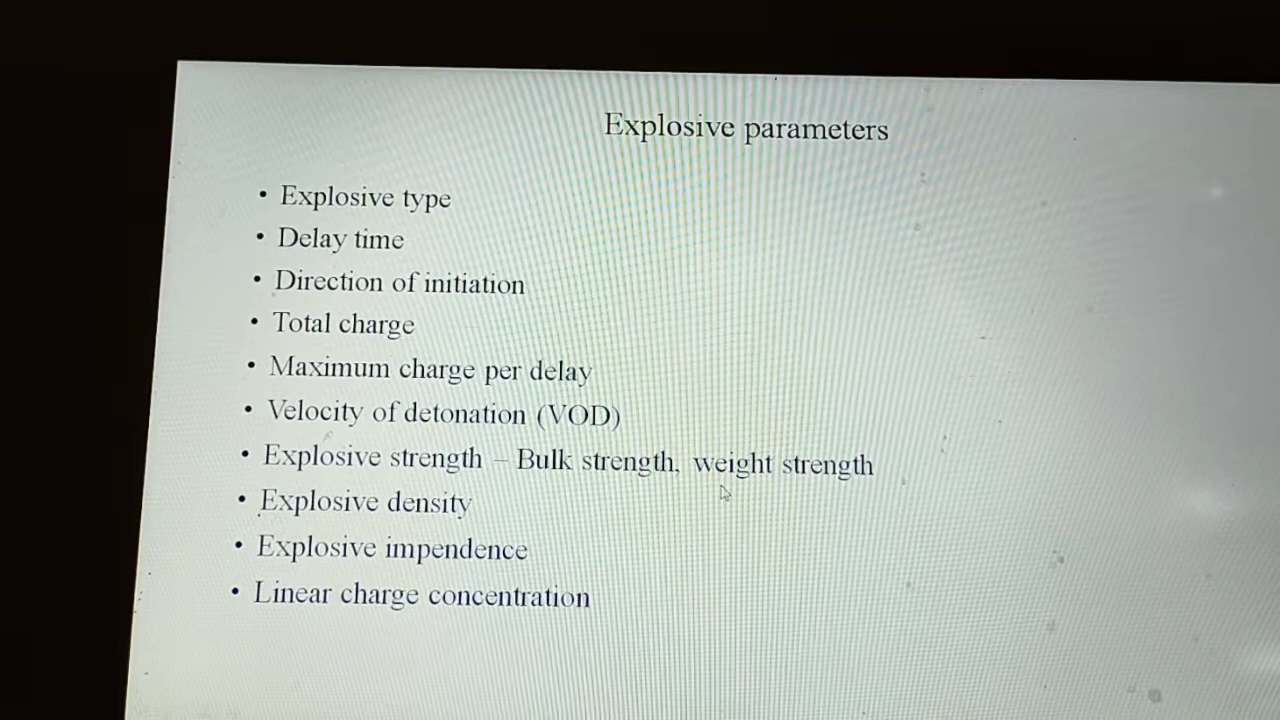 Explosive parameters
• Explosive type
• Delay time
• Direction of initiation
• Total charge
• Maximum charge per delay
• Velocity of detonation (VOD)
• Explosive strength – Bulk strength, weight strength
• Explosive density
• Explosive impendence
• Linear charge concentration